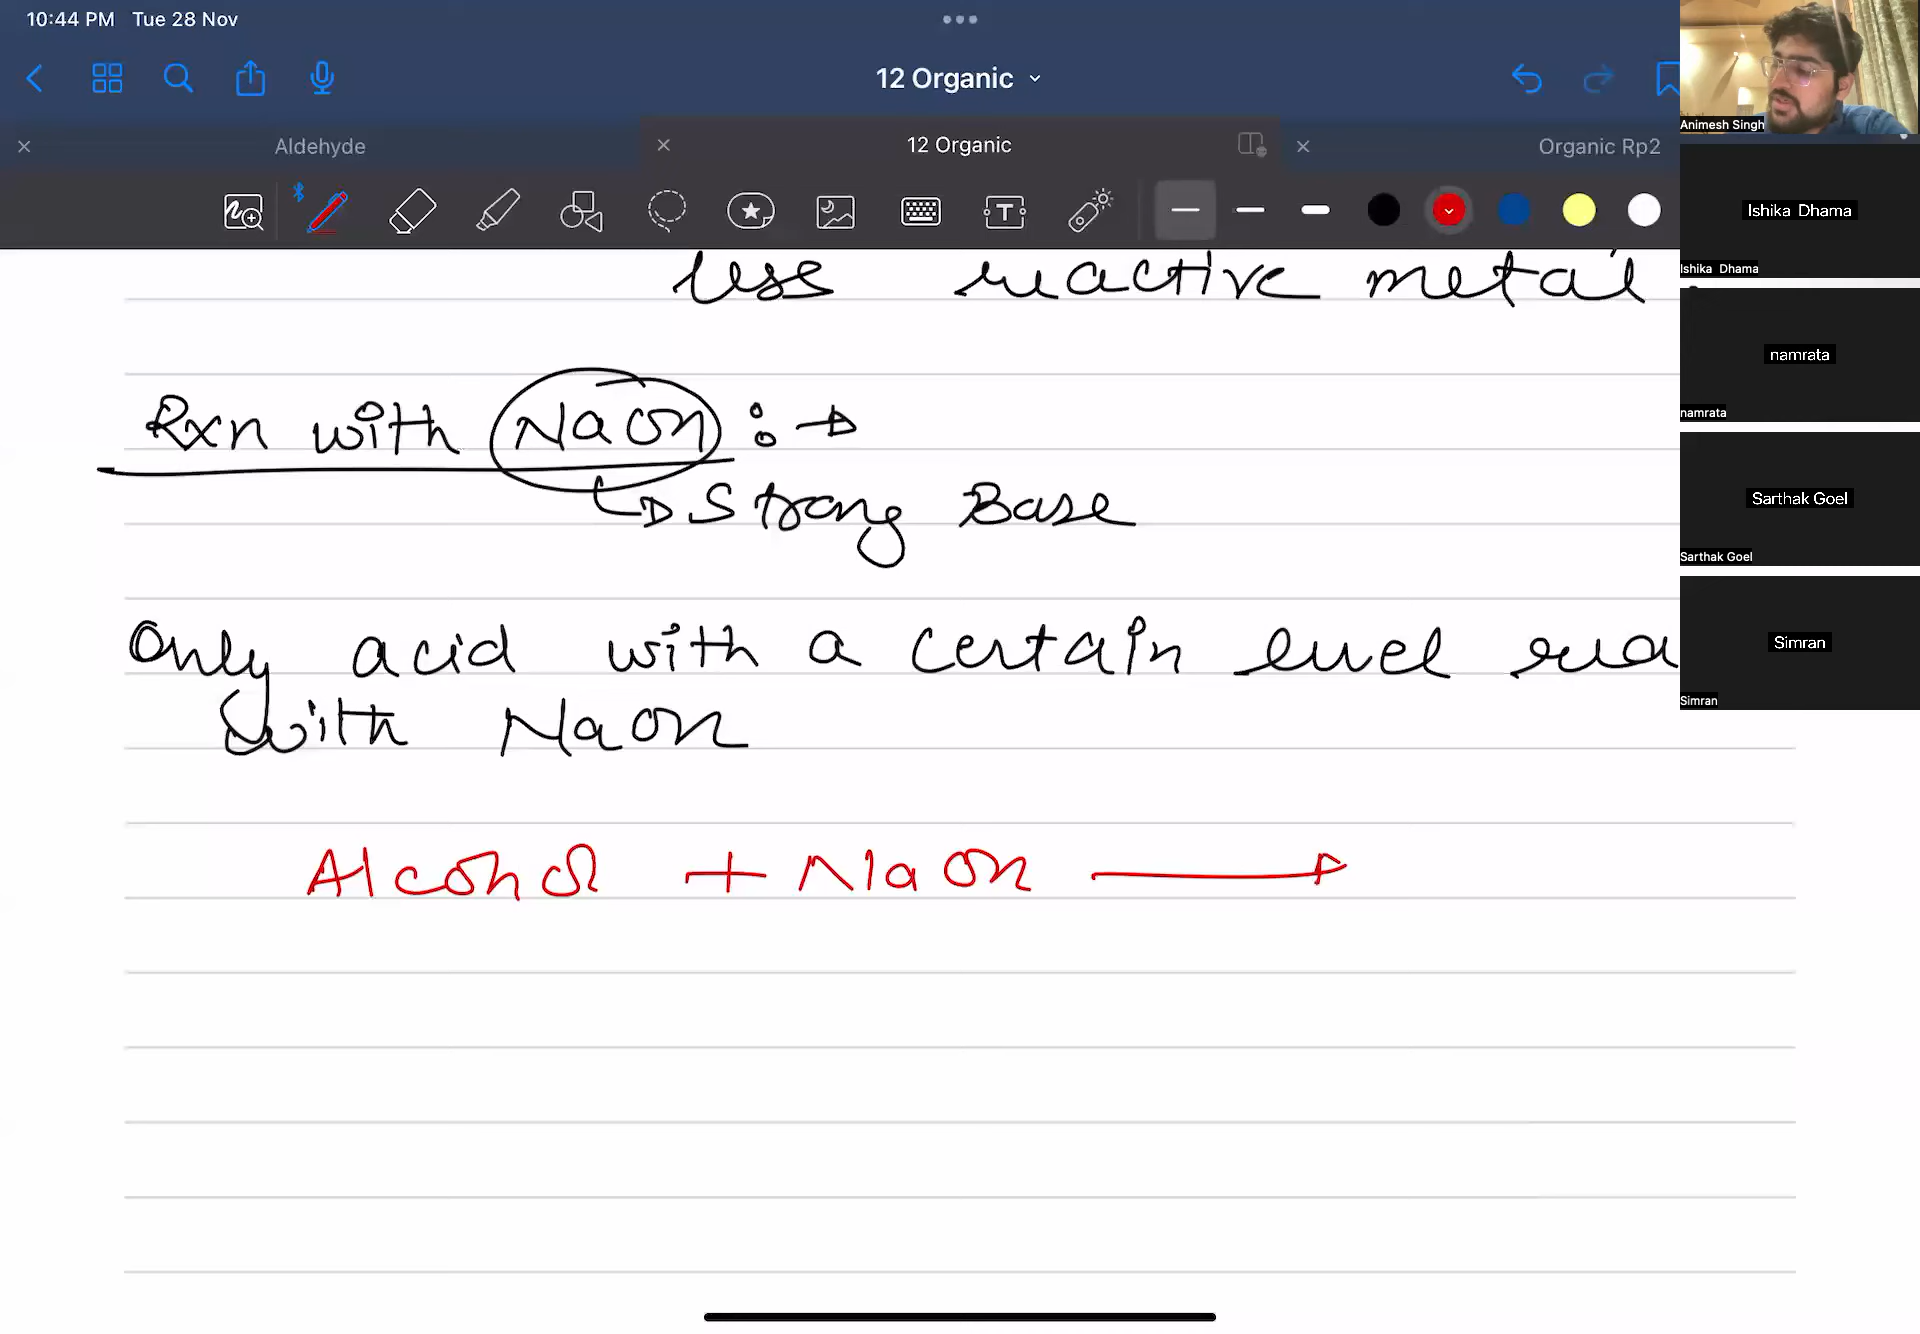 10:44 PM Tue 28 Nov
12 Organic
Aldehyde
12 Organic
Organic Rp2
Animesh Singh
Ishika Dhama
Ishika Dhama
namrata
namrata
Sarthak Goel
Sarthak Goel
Simran
Simran
less reactive metal
Rxn with NaOH :→
↳ Strong Base
Only acid with a certain level rea
with NaOH
Alcohol + NaOH →